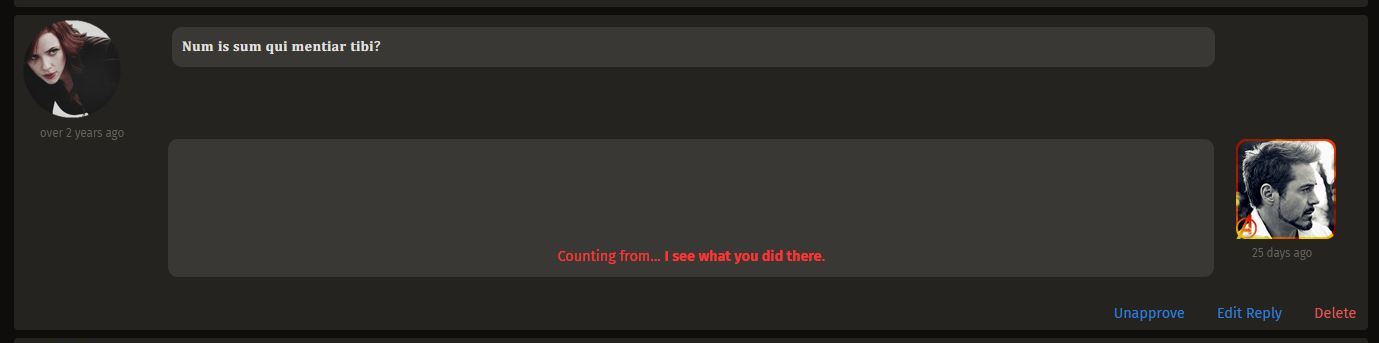 Num is sum qui mentiar tibi?
over 2 years ago
Counting from... I see what you did there.
25 days ago
Unapprove Edit Reply Delete